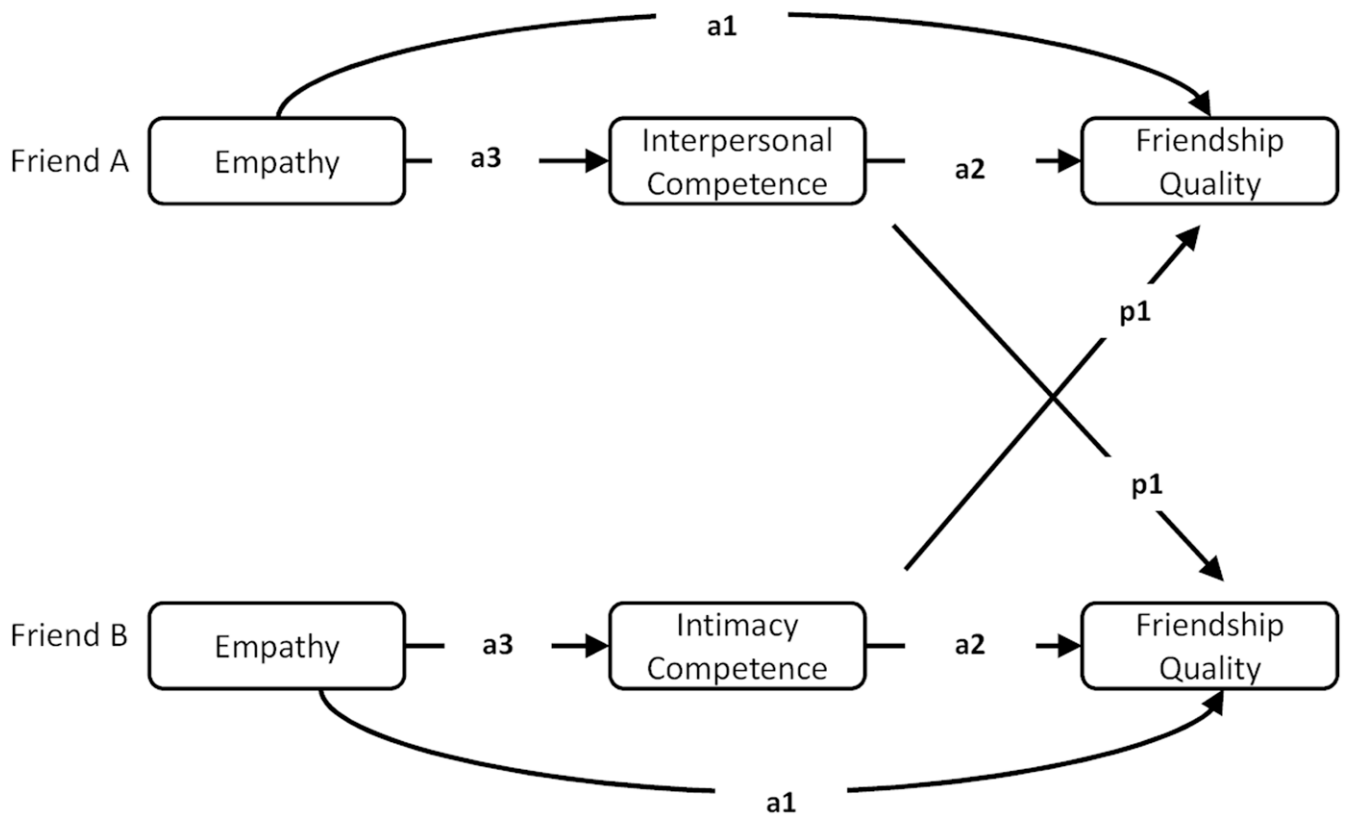 a1
Friend A
Empathy
a3
Interpersonal
Competence
a2
Friendship
Quality
p1
p1
Friend B
Empathy
a3
Intimacy
Competence
a2
Friendship
Quality
a1